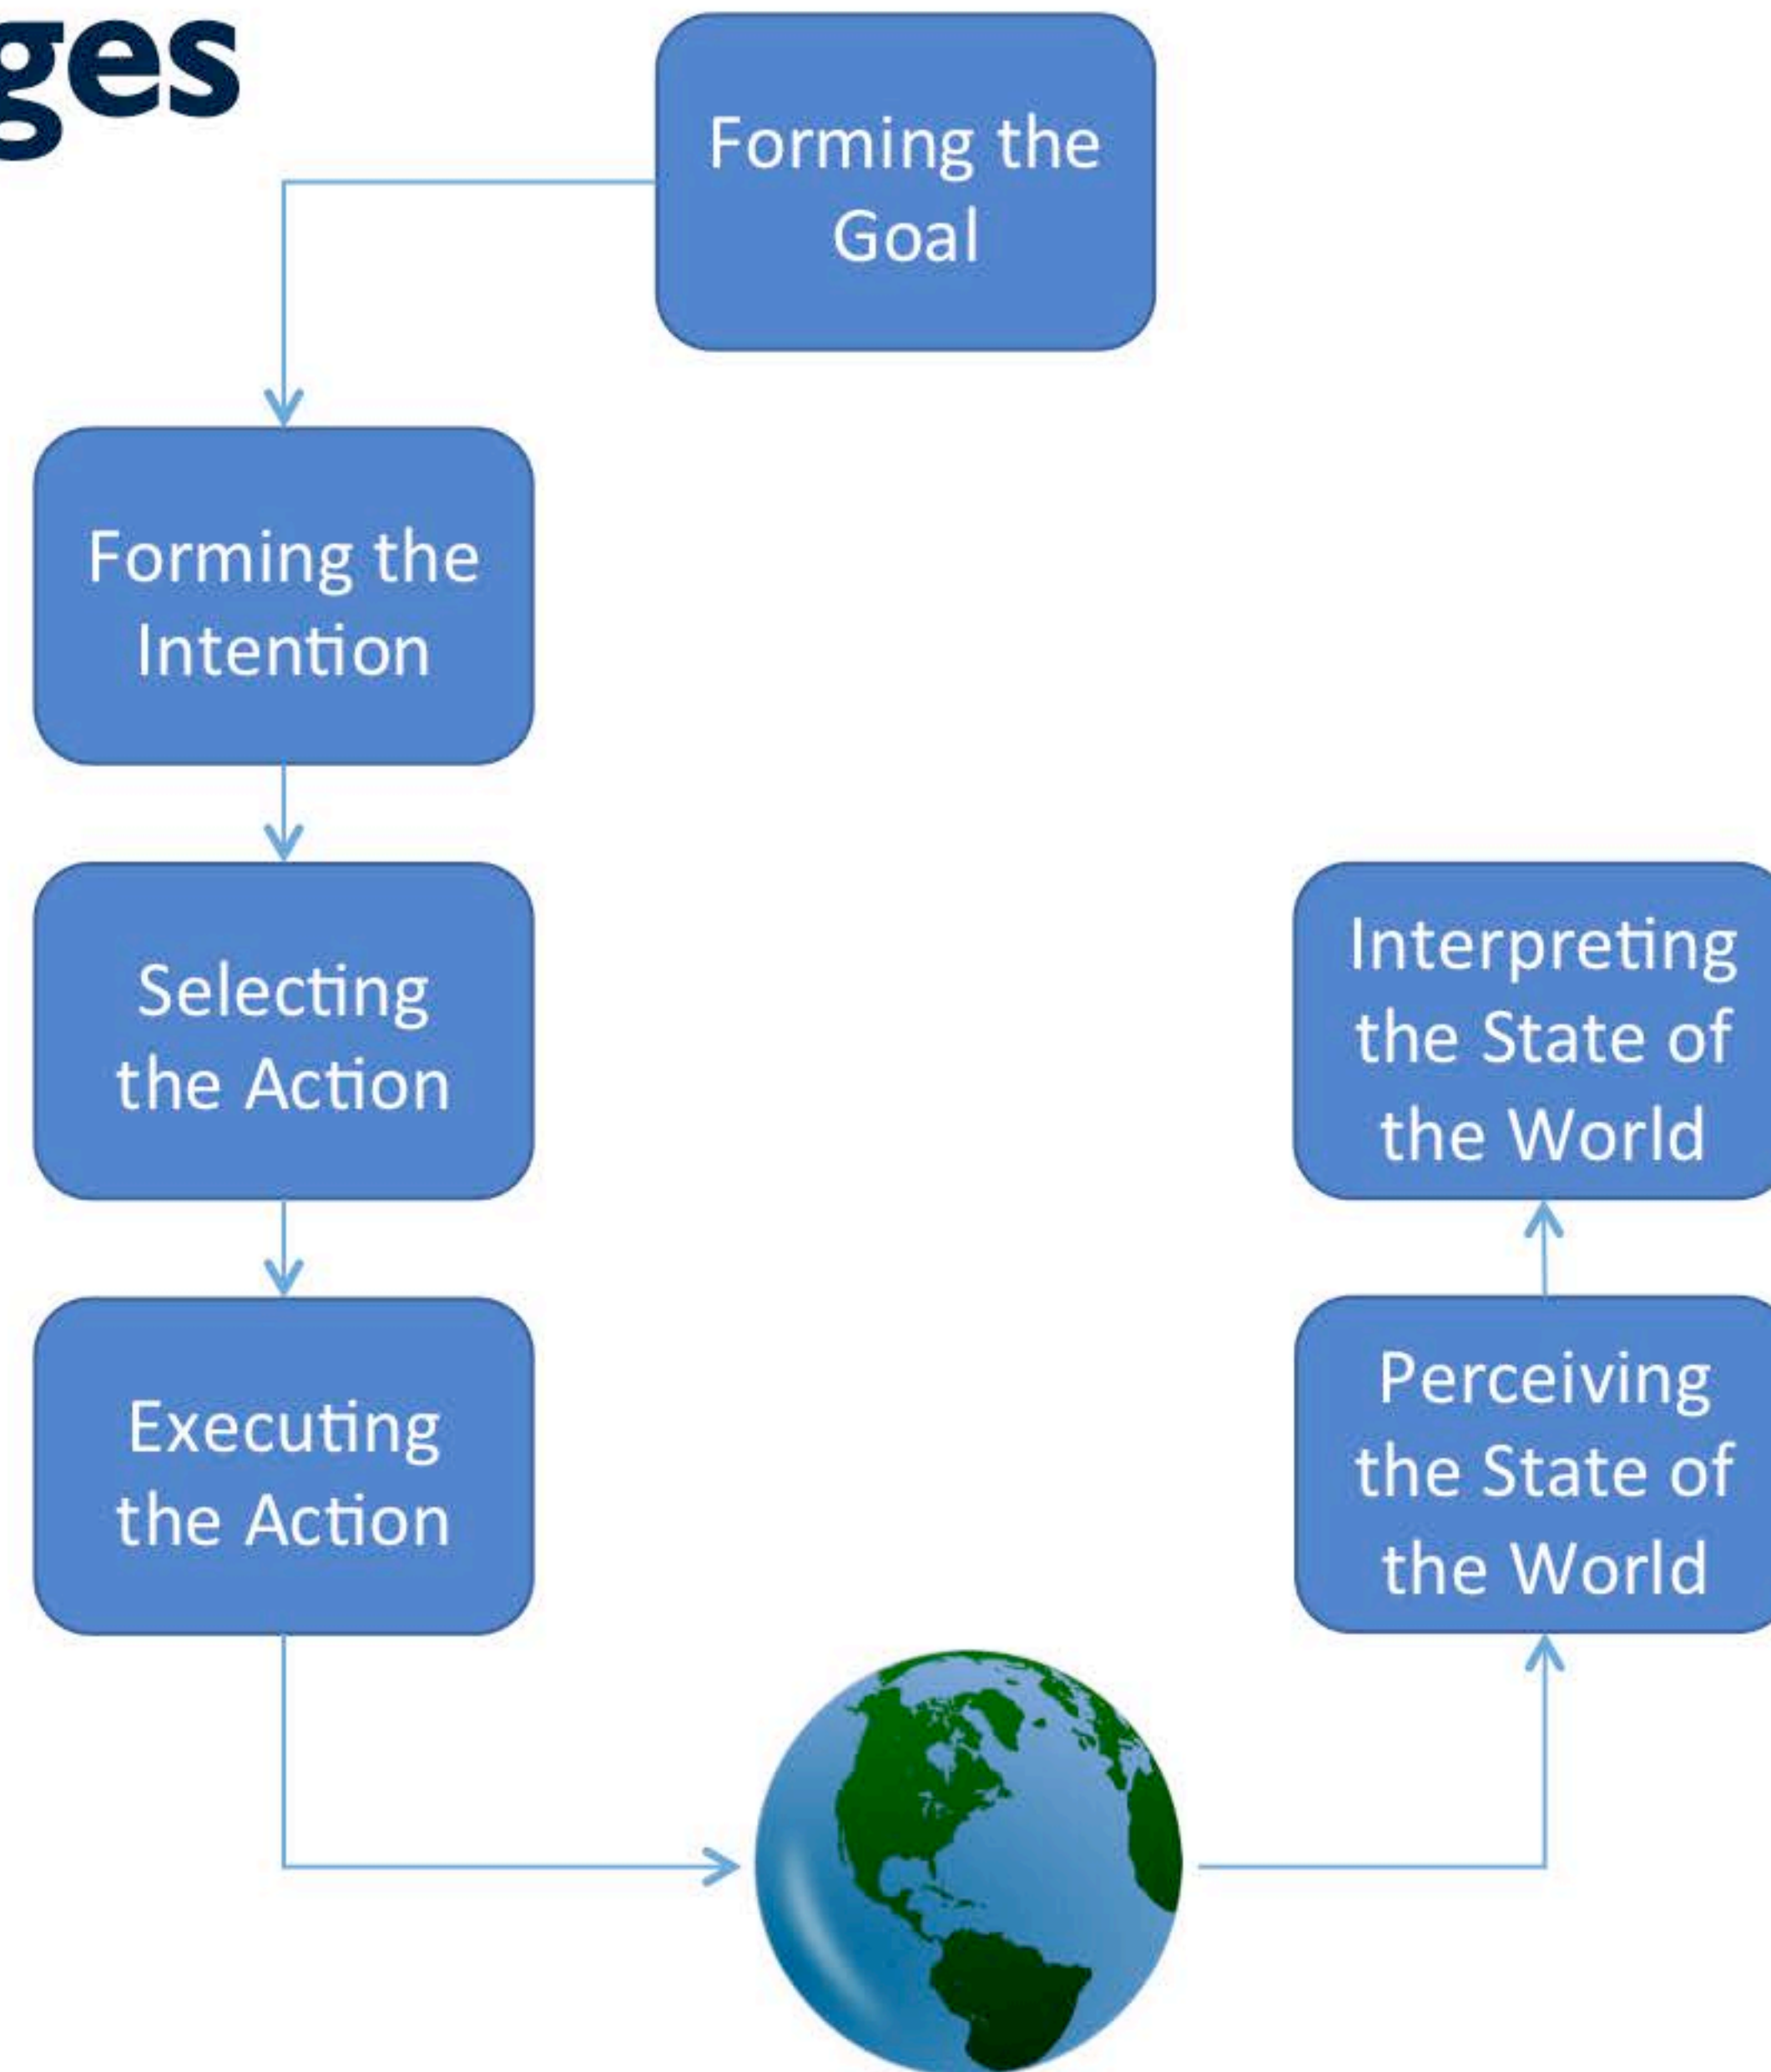 ges
Forming the
Goal
Forming the
Intention
Selecting
the Action
Executing
the Action
Interpreting
the State of
the World
Perceiving
the State of
the World